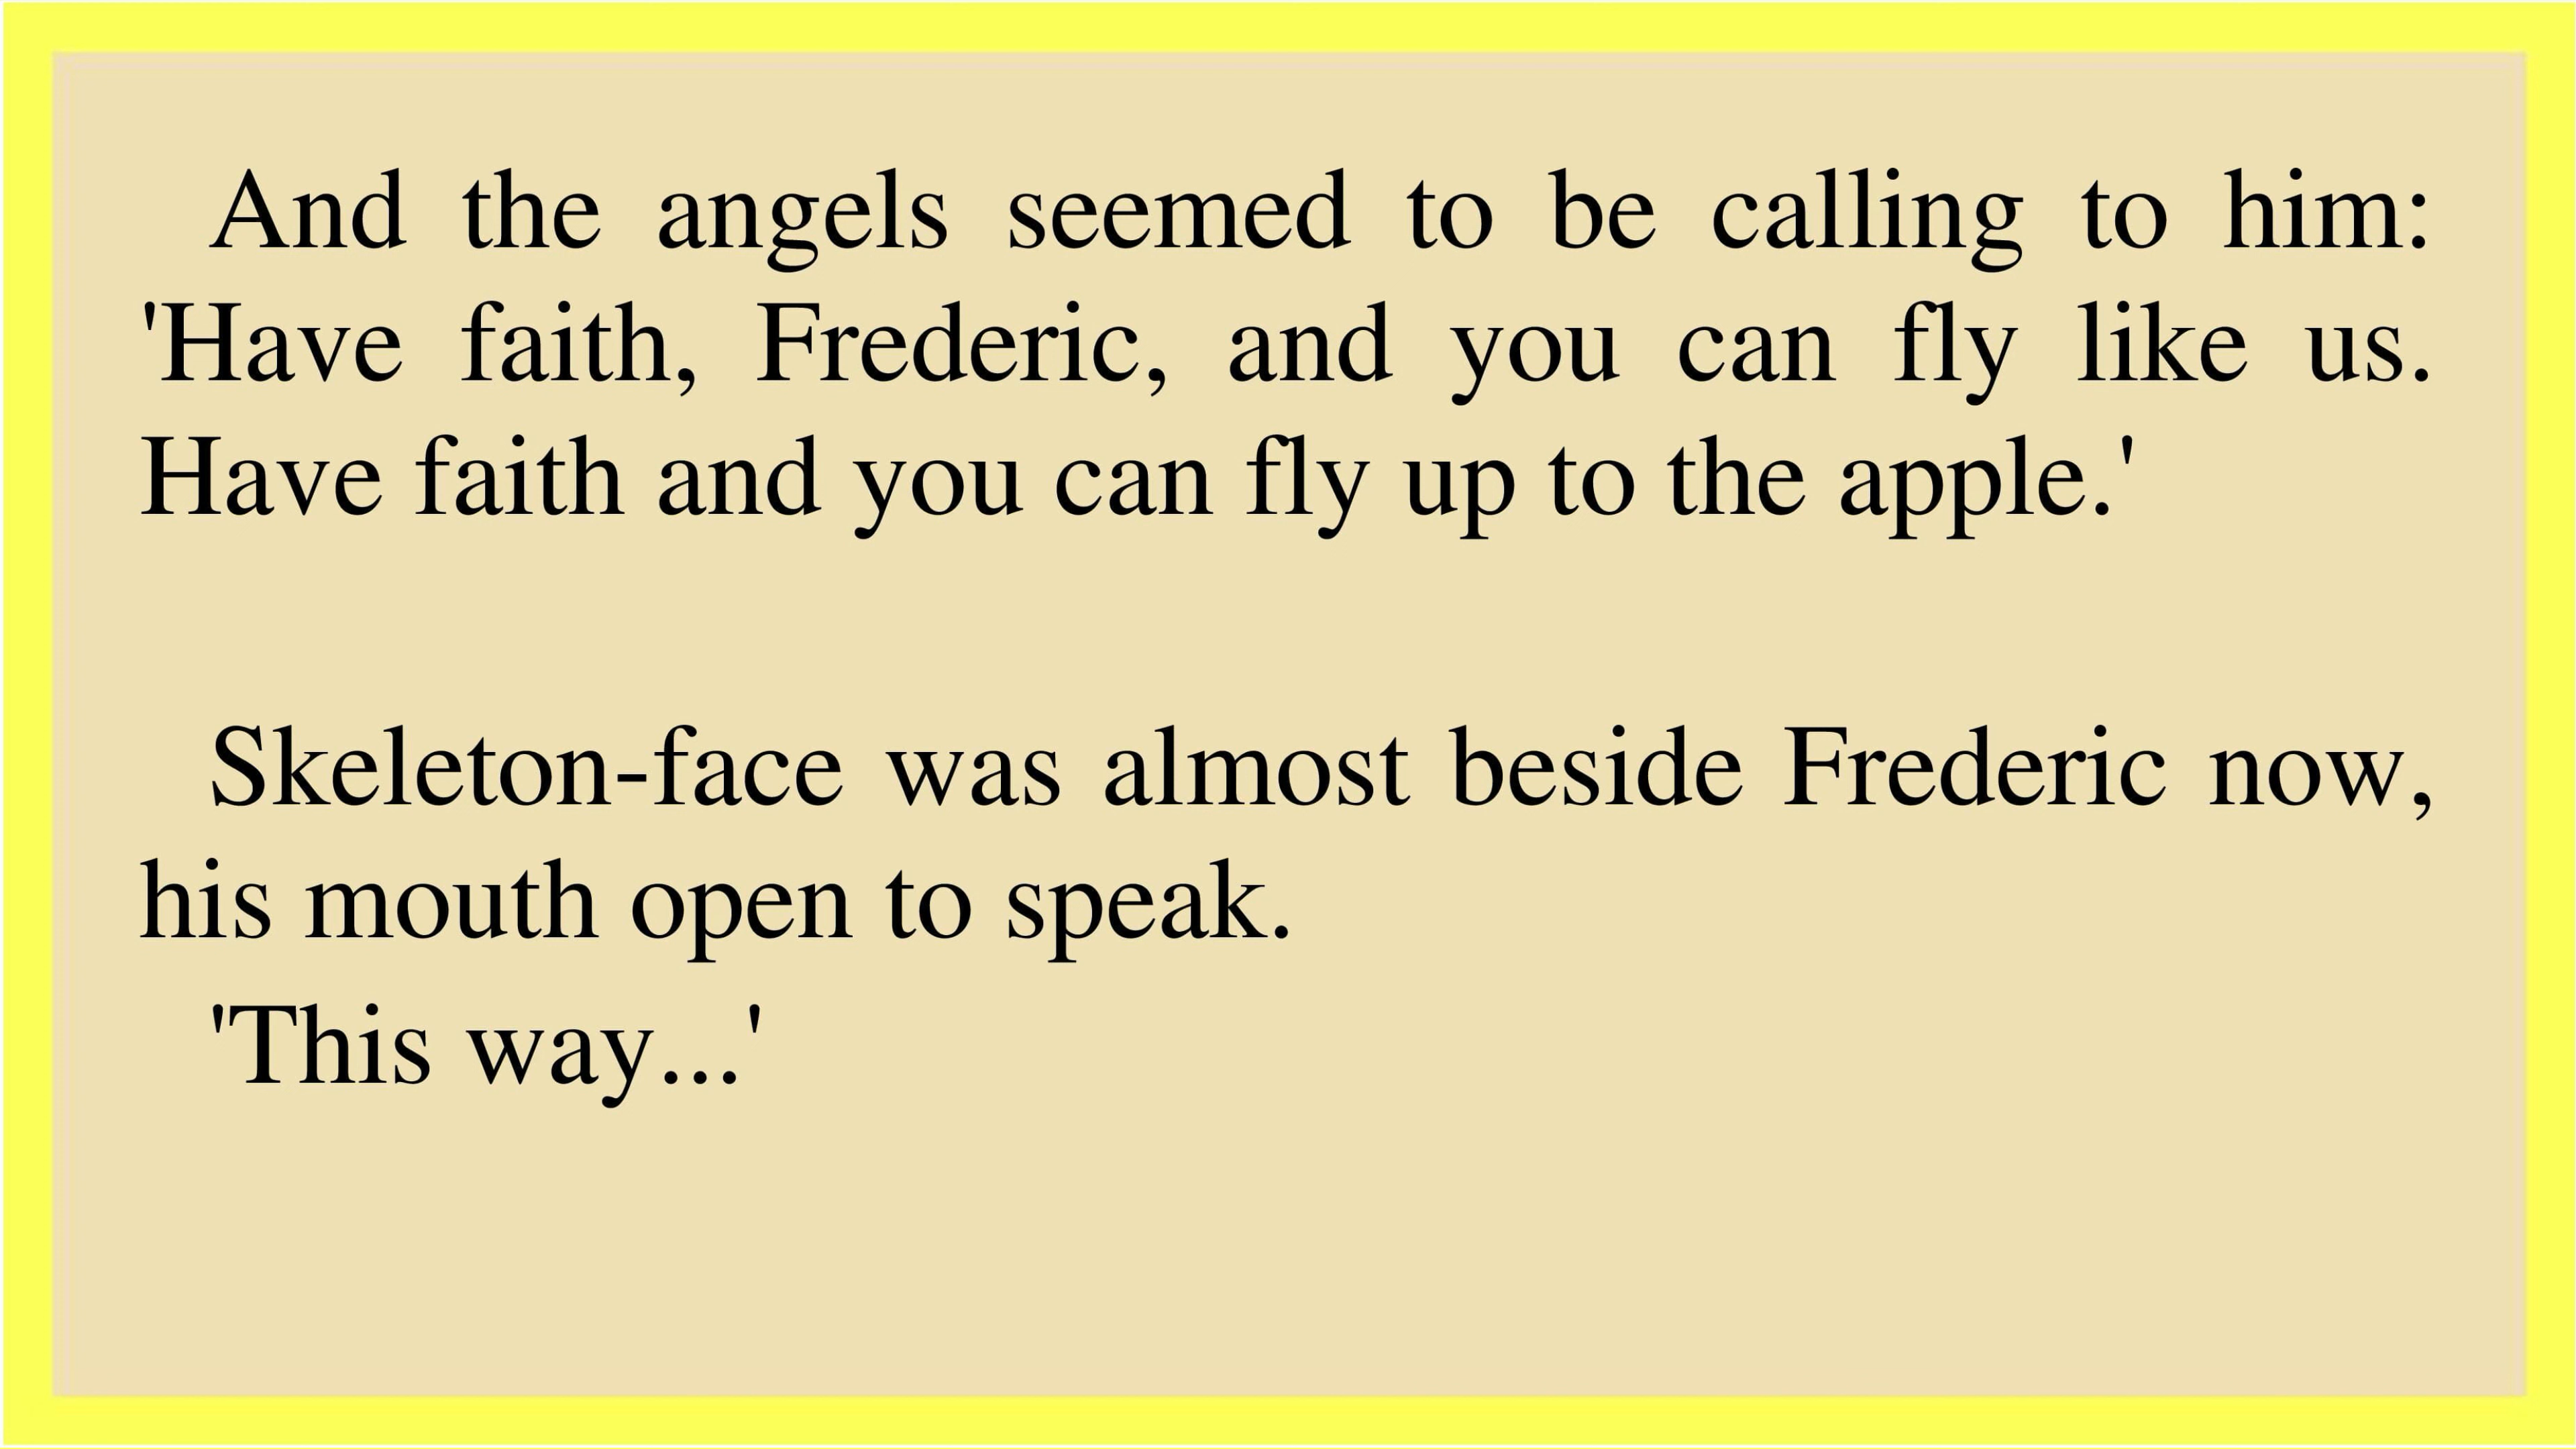 And the angels seemed to be calling to him:
'Have faith, Frederic, and you can fly like us.
Have faith and you can fly up to the apple.'
Skeleton-face was almost beside Frederic now,
his mouth open to speak.
'This way...'